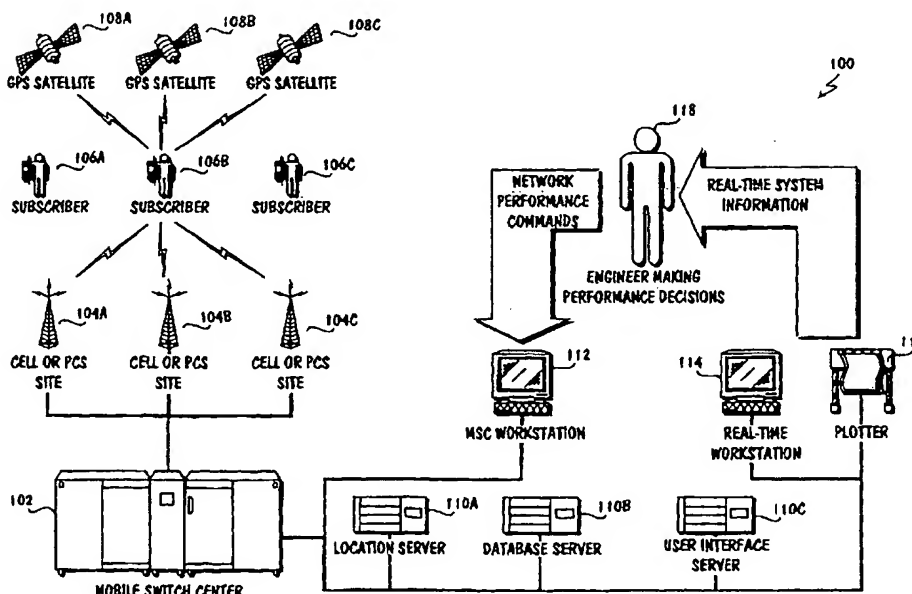 108A
108B
108C
GPS SATELLITE
GPS SATELLITE
GPS SATELLITE
100
118
106A
106B
106C
SUBSCRIBER
SUBSCRIBER
SUBSCRIBER
NETWORK
PERFORMANCE
COMMANDS
REAL-TIME SYSTEM
INFORMATION
ENGINEER MAKING
PERFORMANCE DECISIONS
104A
104B
104C
CELL OR PCS
SITE
CELL OR PCS
SITE
CELL OR PCS
SITE
112
114
MSC WORKSTATION
REAL-TIME
WORKSTATION
PLOTTER
102
110A
110B
110C
LOCATION SERVER
DATABASE SERVER
USER INTERFACE
SERVER
MOBILE SWITCH CENTER